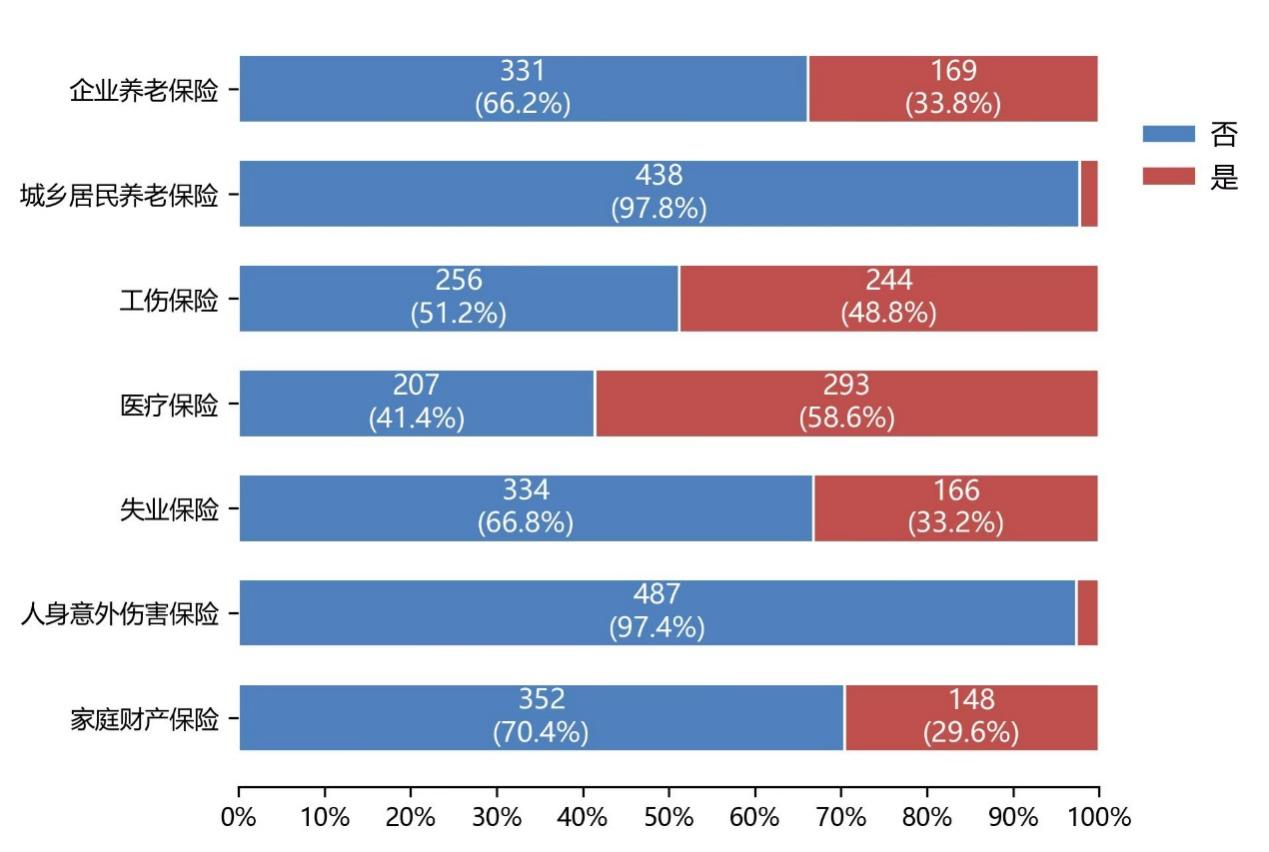 企业养老保险
331
(66.2%)
169
(33.8%)
否
是
城乡居民养老保险
438
(97.8%)
工伤保险
256
(51.2%)
244
(48.8%)
医疗保险
207
(41.4%)
293
(58.6%)
失业保险
334
(66.8%)
166
(33.2%)
人身意外伤害保险
487
(97.4%)
家庭财产保险
352
(70.4%)
148
(29.6%)
0% 10% 20% 30% 40% 50% 60% 70% 80% 90% 100%